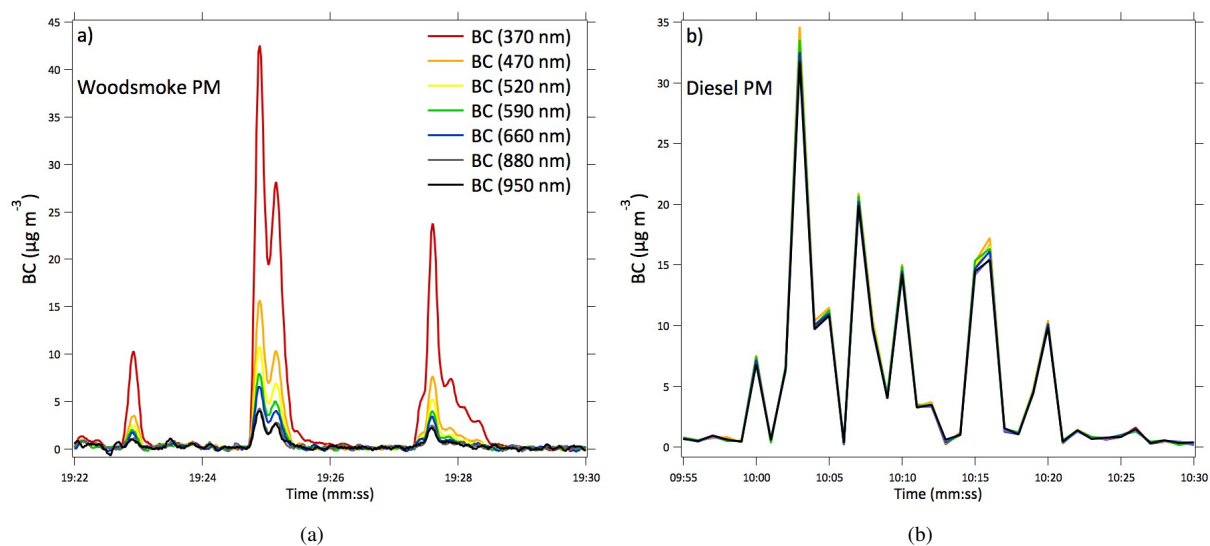 a)
Woodsmoke PM
BC (370 nm)
BC (470 nm)
BC (520 nm)
BC (590 nm)
BC (660 nm)
BC (880 nm)
BC (950 nm)
BC (µg m⁻³)
45
40
35
30
25
20
15
10
5
0
19:22
19:24
19:26
19:28
19:30
Time (mm:ss)
(a)
b)
Diesel PM
BC (µg m⁻³)
35
30
25
20
15
10
5
0
09:55
10:00
10:05
10:10
10:15
10:20
10:25
10:30
Time (mm:ss)
(b)